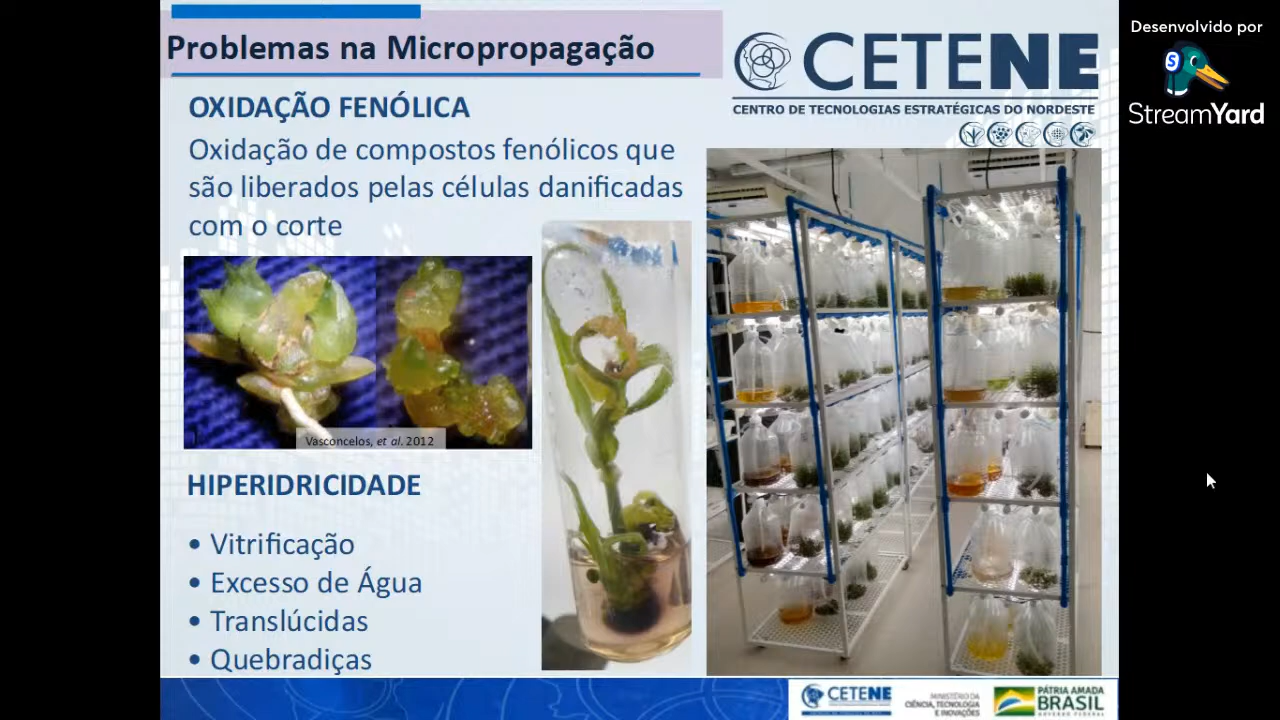 Problemas na Micropropagação
OXIDAÇÃO FENÓLICA
Oxidação de compostos fenólicos que
são liberados pelas células danificadas
com o corte
Vasconcelos, et al. 2012
HIPERIDRICIDADE
• Vitrificação
• Excesso de Água
• Translúcidas
• Quebradiças
CETENE
CENTRO DE TECNOLOGIAS ESTRATÉGICAS DO NORDESTE
Desenvolvido por
StreamYard
CETENE
MINISTÉRIO DA
CIÊNCIA, TECNOLOGIA
E INOVAÇÕES
PÁTRIA AMADA
BRASIL
GOVERNO FEDERAL